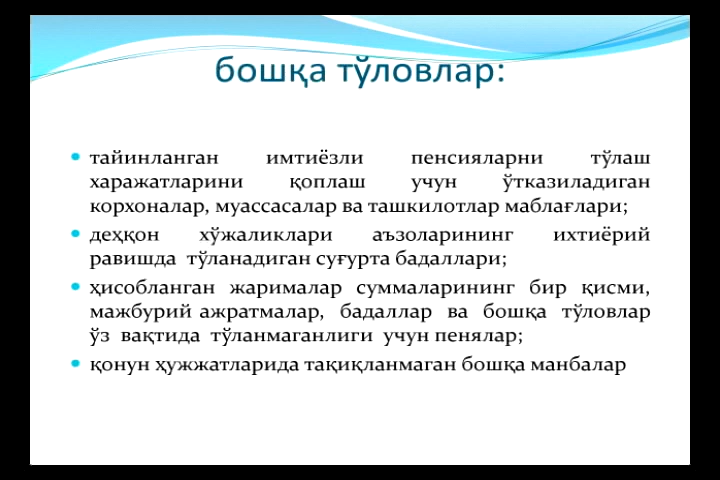 бошқа тўловлар:
• тайинланган имтиёзли пенсияларни тўлаш
харажатларини қоплаш учун ўтказиладиган
корхоналар, муассасалар ва ташкилотлар маблағлари;
• деҳқон хўжаликлари аъзоларининг ихтиёрий
равишда тўланадиган суғурта бадаллари;
• ҳисобланган жарималар суммаларининг бир қисми,
мажбурий ажратмалар, бадаллар ва бошқа тўловлар
ўз вақтида тўланмаганлиги учун пенялар;
• қонун ҳужжатларида тақиқланмаган бошқа манбалар